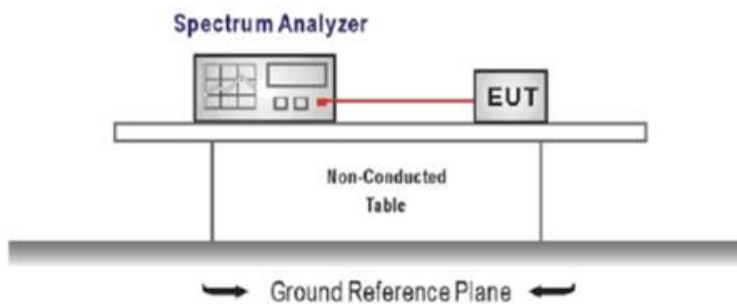 Spectrum Analyzer
EUT
Non-Conducted
Table
Ground Reference Plane